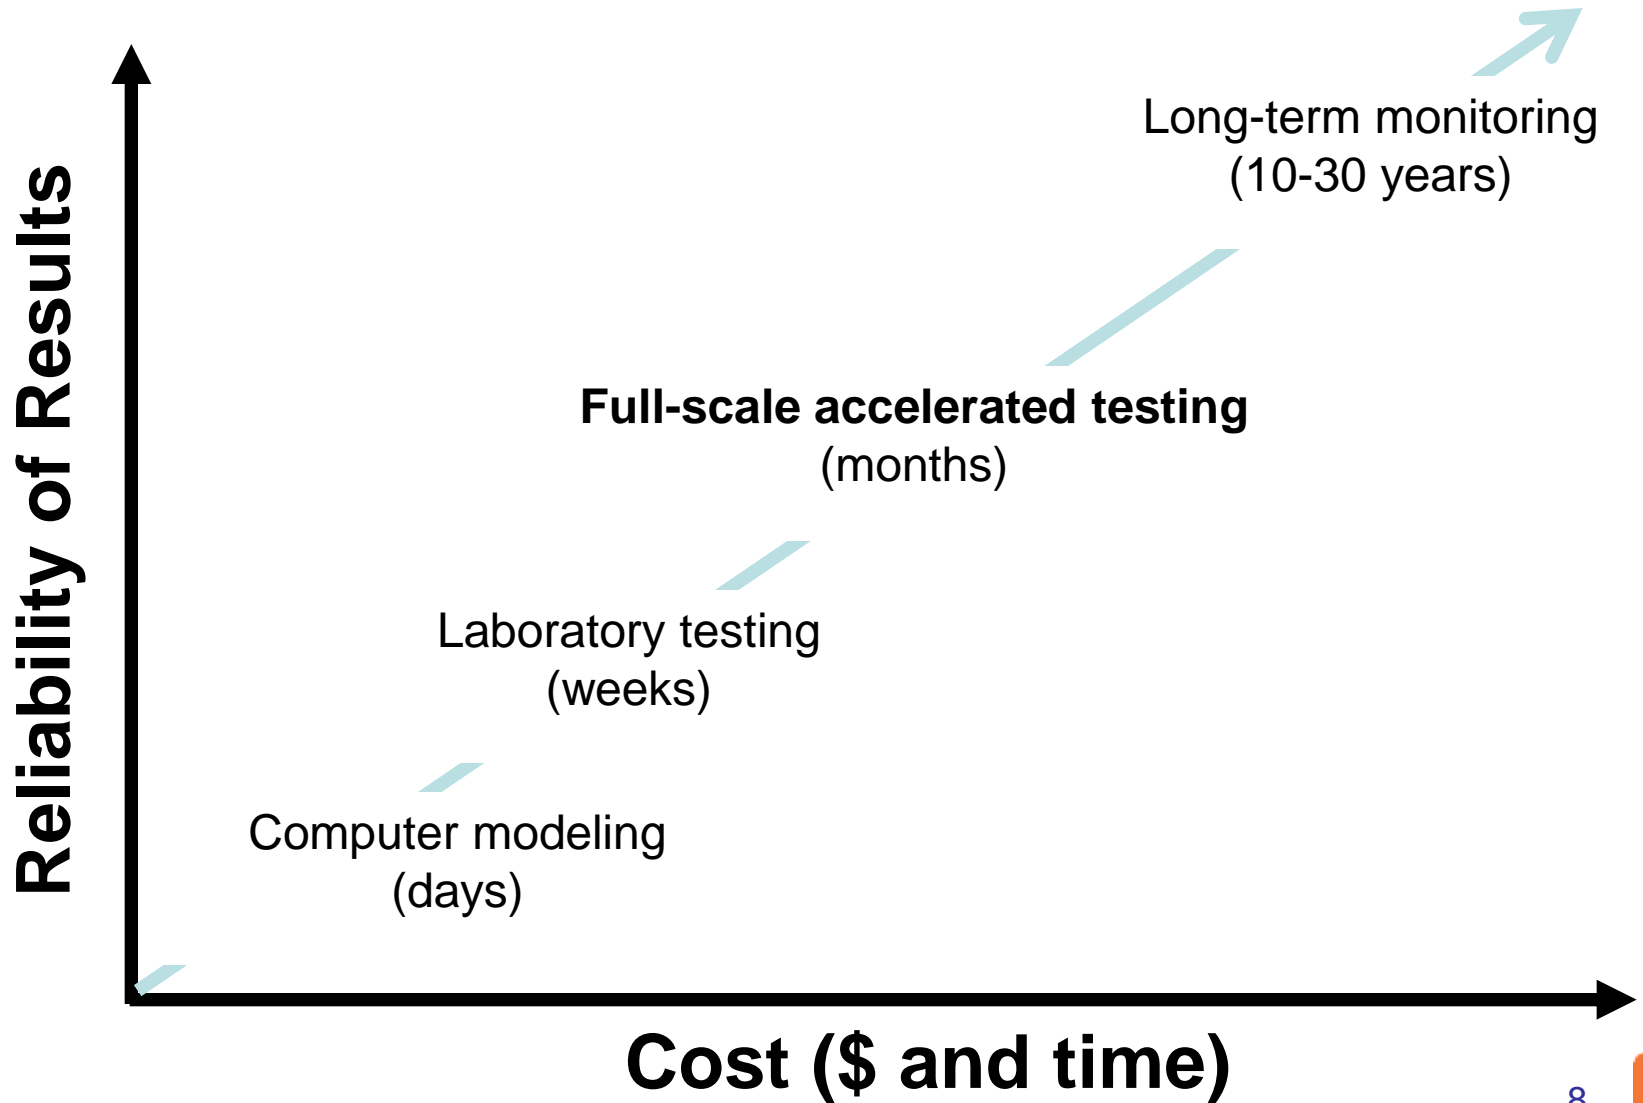 Long-term monitoring
(10-30 years)
Reliability of Results
Full-scale accelerated testing
(months)
Laboratory testing
(weeks)
Computer modeling
(days)
Cost ($ and time)
8